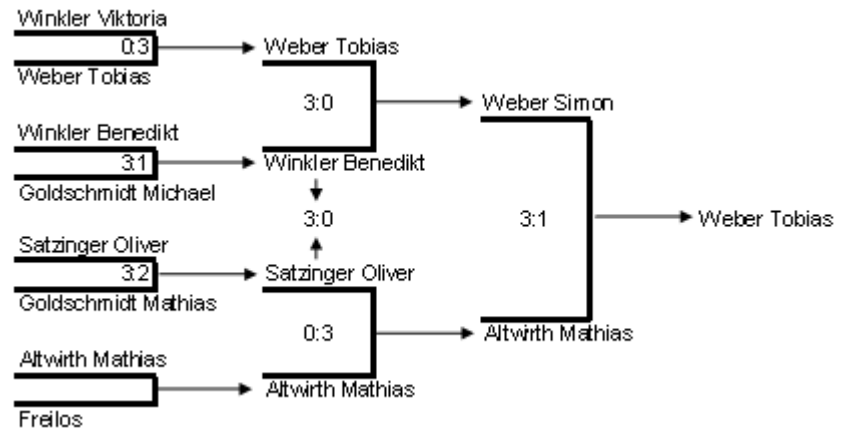 Winkler Viktoria
0:3
Weber Tobias
Winkler Benedikt
3:1
Goldschmidt Michael
Satzinger Oliver
3:2
Goldschmidt Mathias
Altwirth Mathias
Freilos
Weber Tobias
3:0
Winkler Benedikt
3:0
Satzinger Oliver
0:3
Altwirth Mathias
Weber Simon
3:1
Altwirth Mathias
Weber Tobias